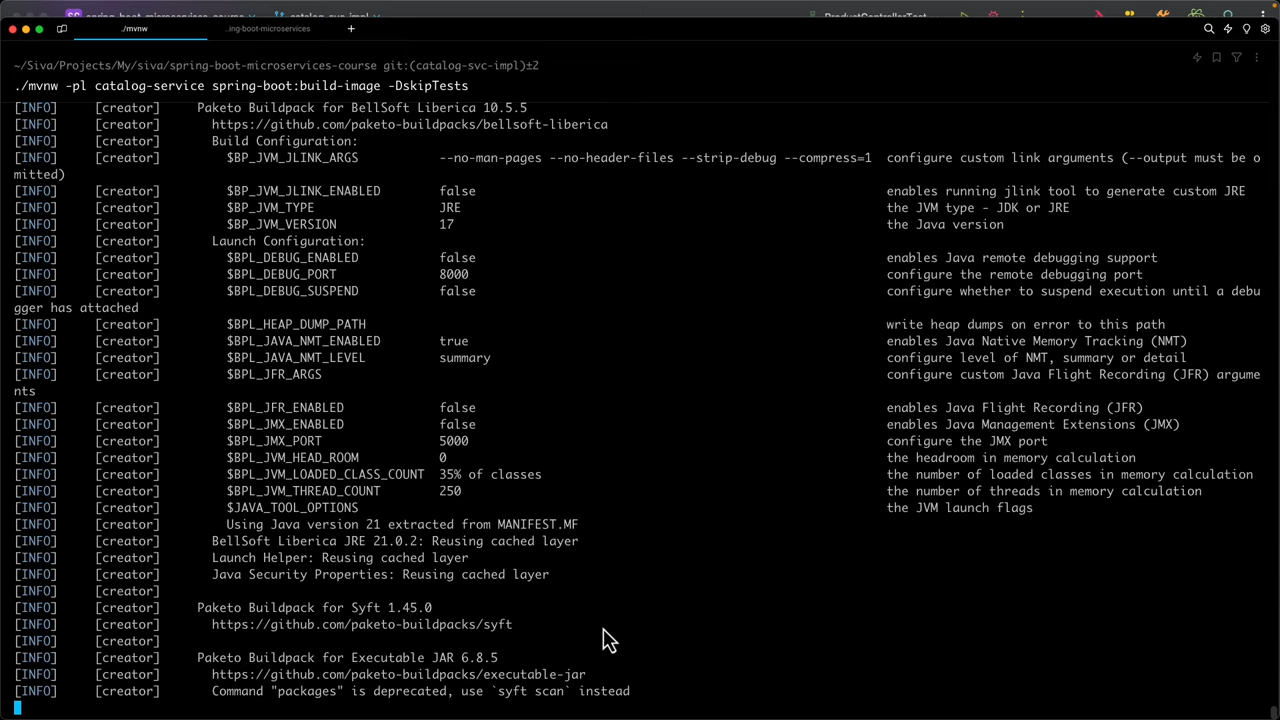 spring_boot_microservices_course
catalog-svc-impl
ProductControllerTest
./mvnw
..ing-boot-microservices
~/Siva/Projects/My/siva/spring-boot-microservices-course git:(catalog-svc-impl)±2
./mvnw -pl catalog-service spring-boot:build-image -DskipTests
[INFO] [creator] Paketo Buildpack for BellSoft Liberica 10.5.5
[INFO] [creator] https://github.com/paketo-buildpacks/bellsoft-liberica
[INFO] [creator] Build Configuration:
[INFO] [creator] $BP_JVM_JLINK_ARGS --no-man-pages --no-header-files --strip-debug --compress=1 configure custom link arguments (--output must be o
mitted)
[INFO] [creator] $BP_JVM_JLINK_ENABLED false enables running jlink tool to generate custom JRE
[INFO] [creator] $BP_JVM_TYPE JRE the JVM type - JDK or JRE
[INFO] [creator] $BP_JVM_VERSION 17 the Java version
[INFO] [creator] Launch Configuration:
[INFO] [creator] $BPL_DEBUG_ENABLED false enables Java remote debugging support
[INFO] [creator] $BPL_DEBUG_PORT 8000 configure the remote debugging port
[INFO] [creator] $BPL_DEBUG_SUSPEND false configure whether to suspend execution until a debu
gger has attached
[INFO] [creator] $BPL_HEAP_DUMP_PATH write heap dumps on error to this path
[INFO] [creator] $BPL_JAVA_NMT_ENABLED true enables Java Native Memory Tracking (NMT)
[INFO] [creator] $BPL_JAVA_NMT_LEVEL summary configure level of NMT, summary or detail
[INFO] [creator] $BPL_JFR_ARGS configure custom Java Flight Recording (JFR) argume
nts
[INFO] [creator] $BPL_JFR_ENABLED false enables Java Flight Recording (JFR)
[INFO] [creator] $BPL_JMX_ENABLED false enables Java Management Extensions (JMX)
[INFO] [creator] $BPL_JMX_PORT 5000 configure the JMX port
[INFO] [creator] $BPL_JVM_HEAD_ROOM 0 the headroom in memory calculation
[INFO] [creator] $BPL_JVM_LOADED_CLASS_COUNT 35% of classes the number of loaded classes in memory calculation
[INFO] [creator] $BPL_JVM_THREAD_COUNT 250 the number of threads in memory calculation
[INFO] [creator] $JAVA_TOOL_OPTIONS the JVM launch flags
[INFO] [creator] Using Java version 21 extracted from MANIFEST.MF
[INFO] [creator] BellSoft Liberica JRE 21.0.2: Reusing cached layer
[INFO] [creator] Launch Helper: Reusing cached layer
[INFO] [creator] Java Security Properties: Reusing cached layer
[INFO] [creator]
[INFO] [creator] Paketo Buildpack for Syft 1.45.0
[INFO] [creator] https://github.com/paketo-buildpacks/syft
[INFO] [creator]
[INFO] [creator] Paketo Buildpack for Executable JAR 6.8.5
[INFO] [creator] https://github.com/paketo-buildpacks/executable-jar
[INFO] [creator] Command "packages" is deprecated, use `syft scan` instead